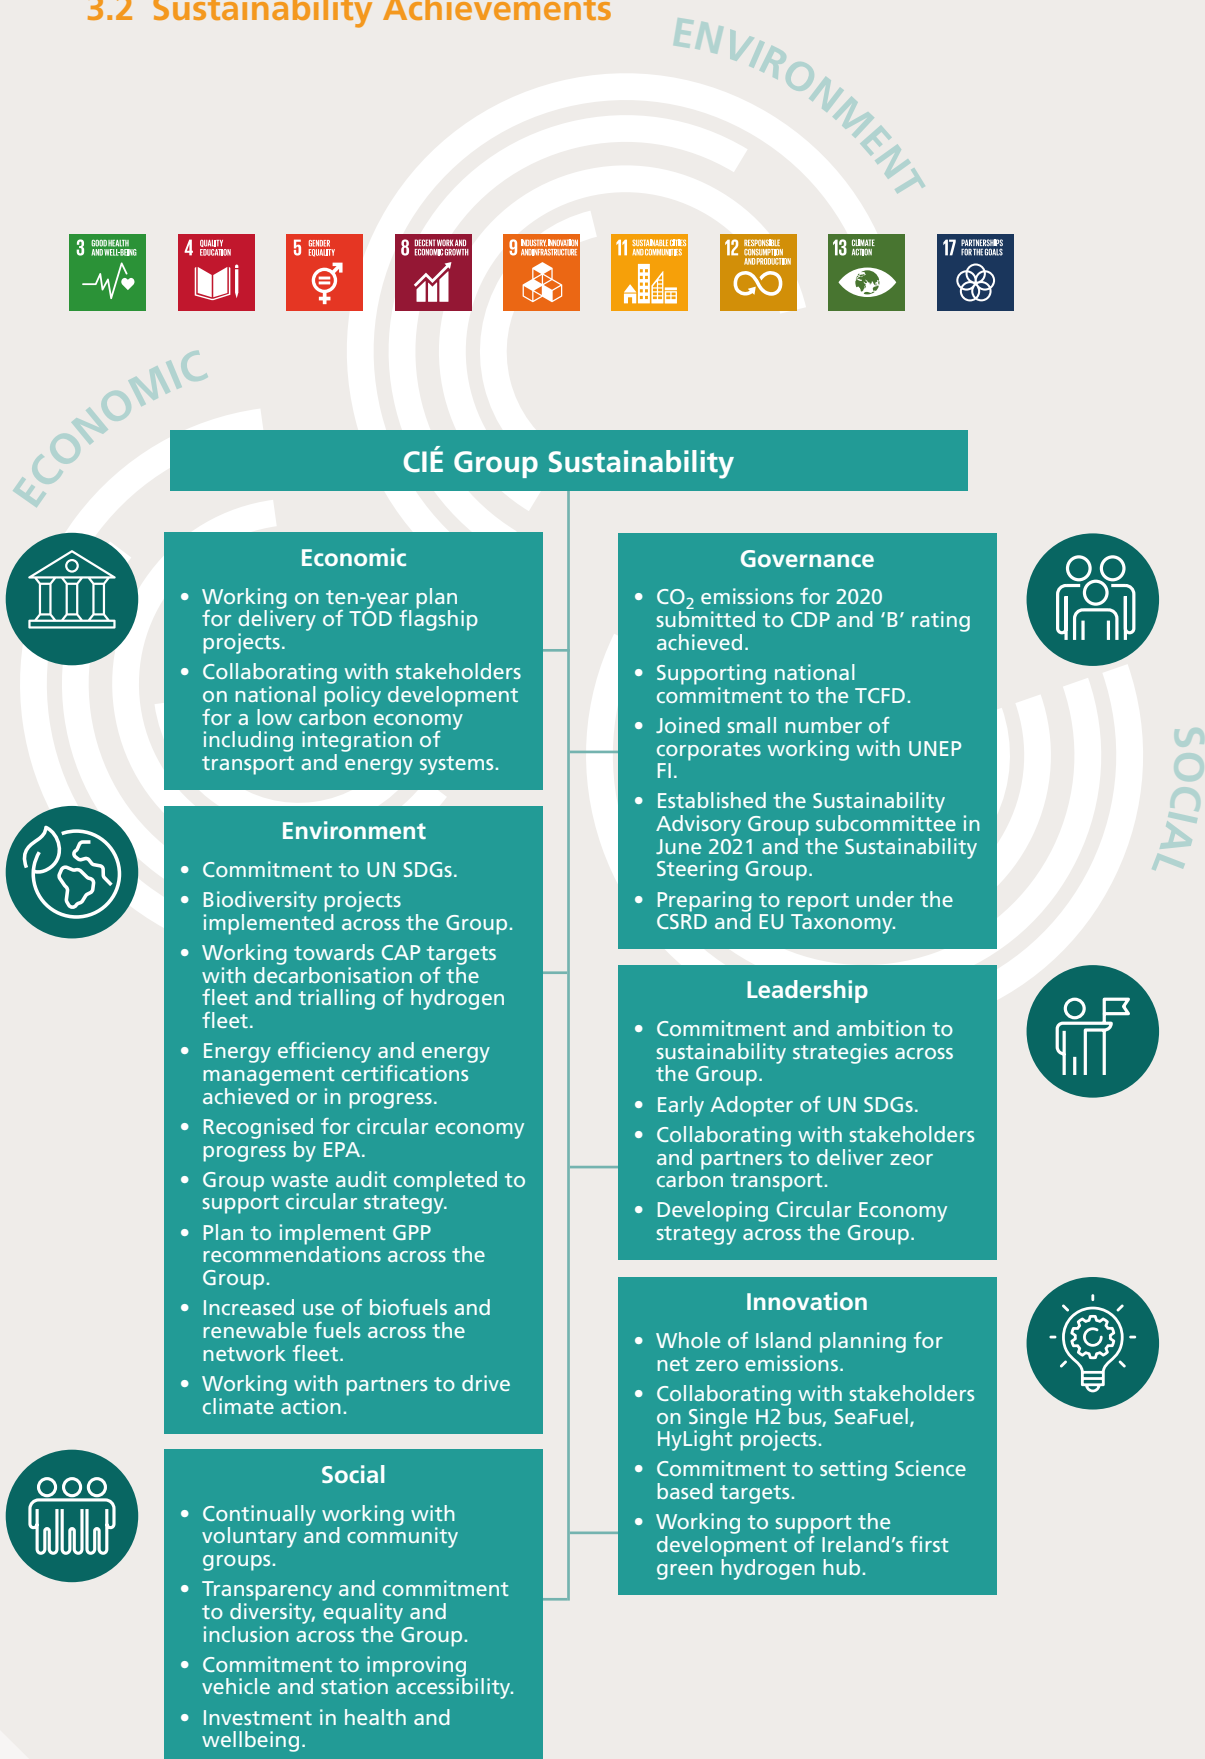 3.2 Sustainability Achievements
ENVIRONMENT
3 GOOD HEALTH
AND WELL-BEING
4 QUALITY
EDUCATION
5 GENDER
EQUALITY
8 DECENT WORK AND
ECONOMIC GROWTH
9 INDUSTRY, INNOVATION
AND INFRASTRUCTURE
11 SUSTAINABLE CITIES
AND COMMUNITIES
12 RESPONSIBLE
CONSUMPTION
AND PRODUCTION
13 CLIMATE
ACTION
17 PARTNERSHIPS
FOR THE GOALS
ECONOMIC
CIÉ Group Sustainability
Economic
• Working on ten-year plan
for delivery of TOD flagship
projects.
• Collaborating with stakeholders
on national policy development
for a low carbon economy
including integration of
transport and energy systems.
Environment
• Commitment to UN SDGs.
• Biodiversity projects
implemented across the Group.
• Working towards CAP targets
with decarbonisation of the
fleet and trialling of hydrogen
fleet.
• Energy efficiency and energy
management certifications
achieved or in progress.
• Recognised for circular economy
progress by EPA.
• Group waste audit completed to
support circular strategy.
• Plan to implement GPP
recommendations across the
Group.
• Increased use of biofuels and
renewable fuels across the
network fleet.
• Working with partners to drive
climate action.
Social
• Continually working with
voluntary and community
groups.
• Transparency and commitment
to diversity, equality and
inclusion across the Group.
• Commitment to improving
vehicle and station accessibility.
• Investment in health and
wellbeing.
Governance
• CO₂ emissions for 2020
submitted to CDP and ‘B’ rating
achieved.
• Supporting national
commitment to the TCFD.
• Joined small number of
corporates working with UNEP
FI.
• Established the Sustainability
Advisory Group subcommittee in
June 2021 and the Sustainability
Steering Group.
• Preparing to report under the
CSRD and EU Taxonomy.
Leadership
• Commitment and ambition to
sustainability strategies across
the Group.
• Early Adopter of UN SDGs.
• Collaborating with stakeholders
and partners to deliver zeor
carbon transport.
• Developing Circular Economy
strategy across the Group.
Innovation
• Whole of Island planning for
net zero emissions.
• Collaborating with stakeholders
on Single H2 bus, SeaFuel,
HyLight projects.
• Commitment to setting Science
based targets.
• Working to support the
development of Ireland’s first
green hydrogen hub.
SOCIAL